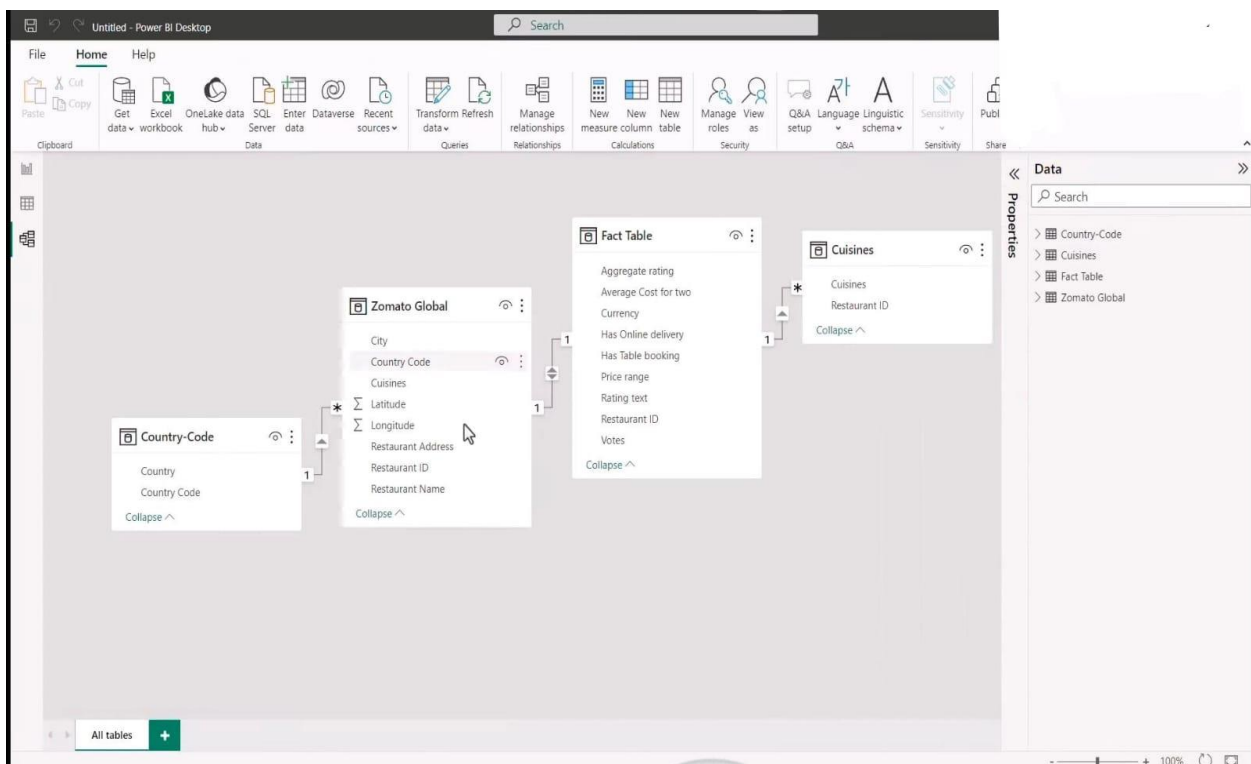 Untitled - Power BI Desktop
Search
File Home Help
Paste
Cut
Copy
Get data
Excel workbook
OneLake data hub
SQL Server
Enter data
Dataverse
Recent sources
Transform data
Refresh
Manage relationships
New measure
New column
New table
Manage roles
View as
Q&A setup
Language
Linguistic schema
Sensitivity
Publ
Clipboard
Data
Queries
Relationships
Calculations
Security
Q&A
Sensitivity
Share
Properties
Data
Search
Country-Code
Cuisines
Fact Table
Zomato Global
Country-Code
Country
Country Code
Collapse
1
*
Zomato Global
City
Country Code
Cuisines
Σ Latitude
Σ Longitude
Restaurant Address
Restaurant ID
Restaurant Name
Collapse
1
1
Fact Table
Aggregate rating
Average Cost for two
Currency
Has Online delivery
Has Table booking
Price range
Rating text
Restaurant ID
Votes
Collapse
1
*
Cuisines
Cuisines
Restaurant ID
Collapse
All tables
+
- + 100%